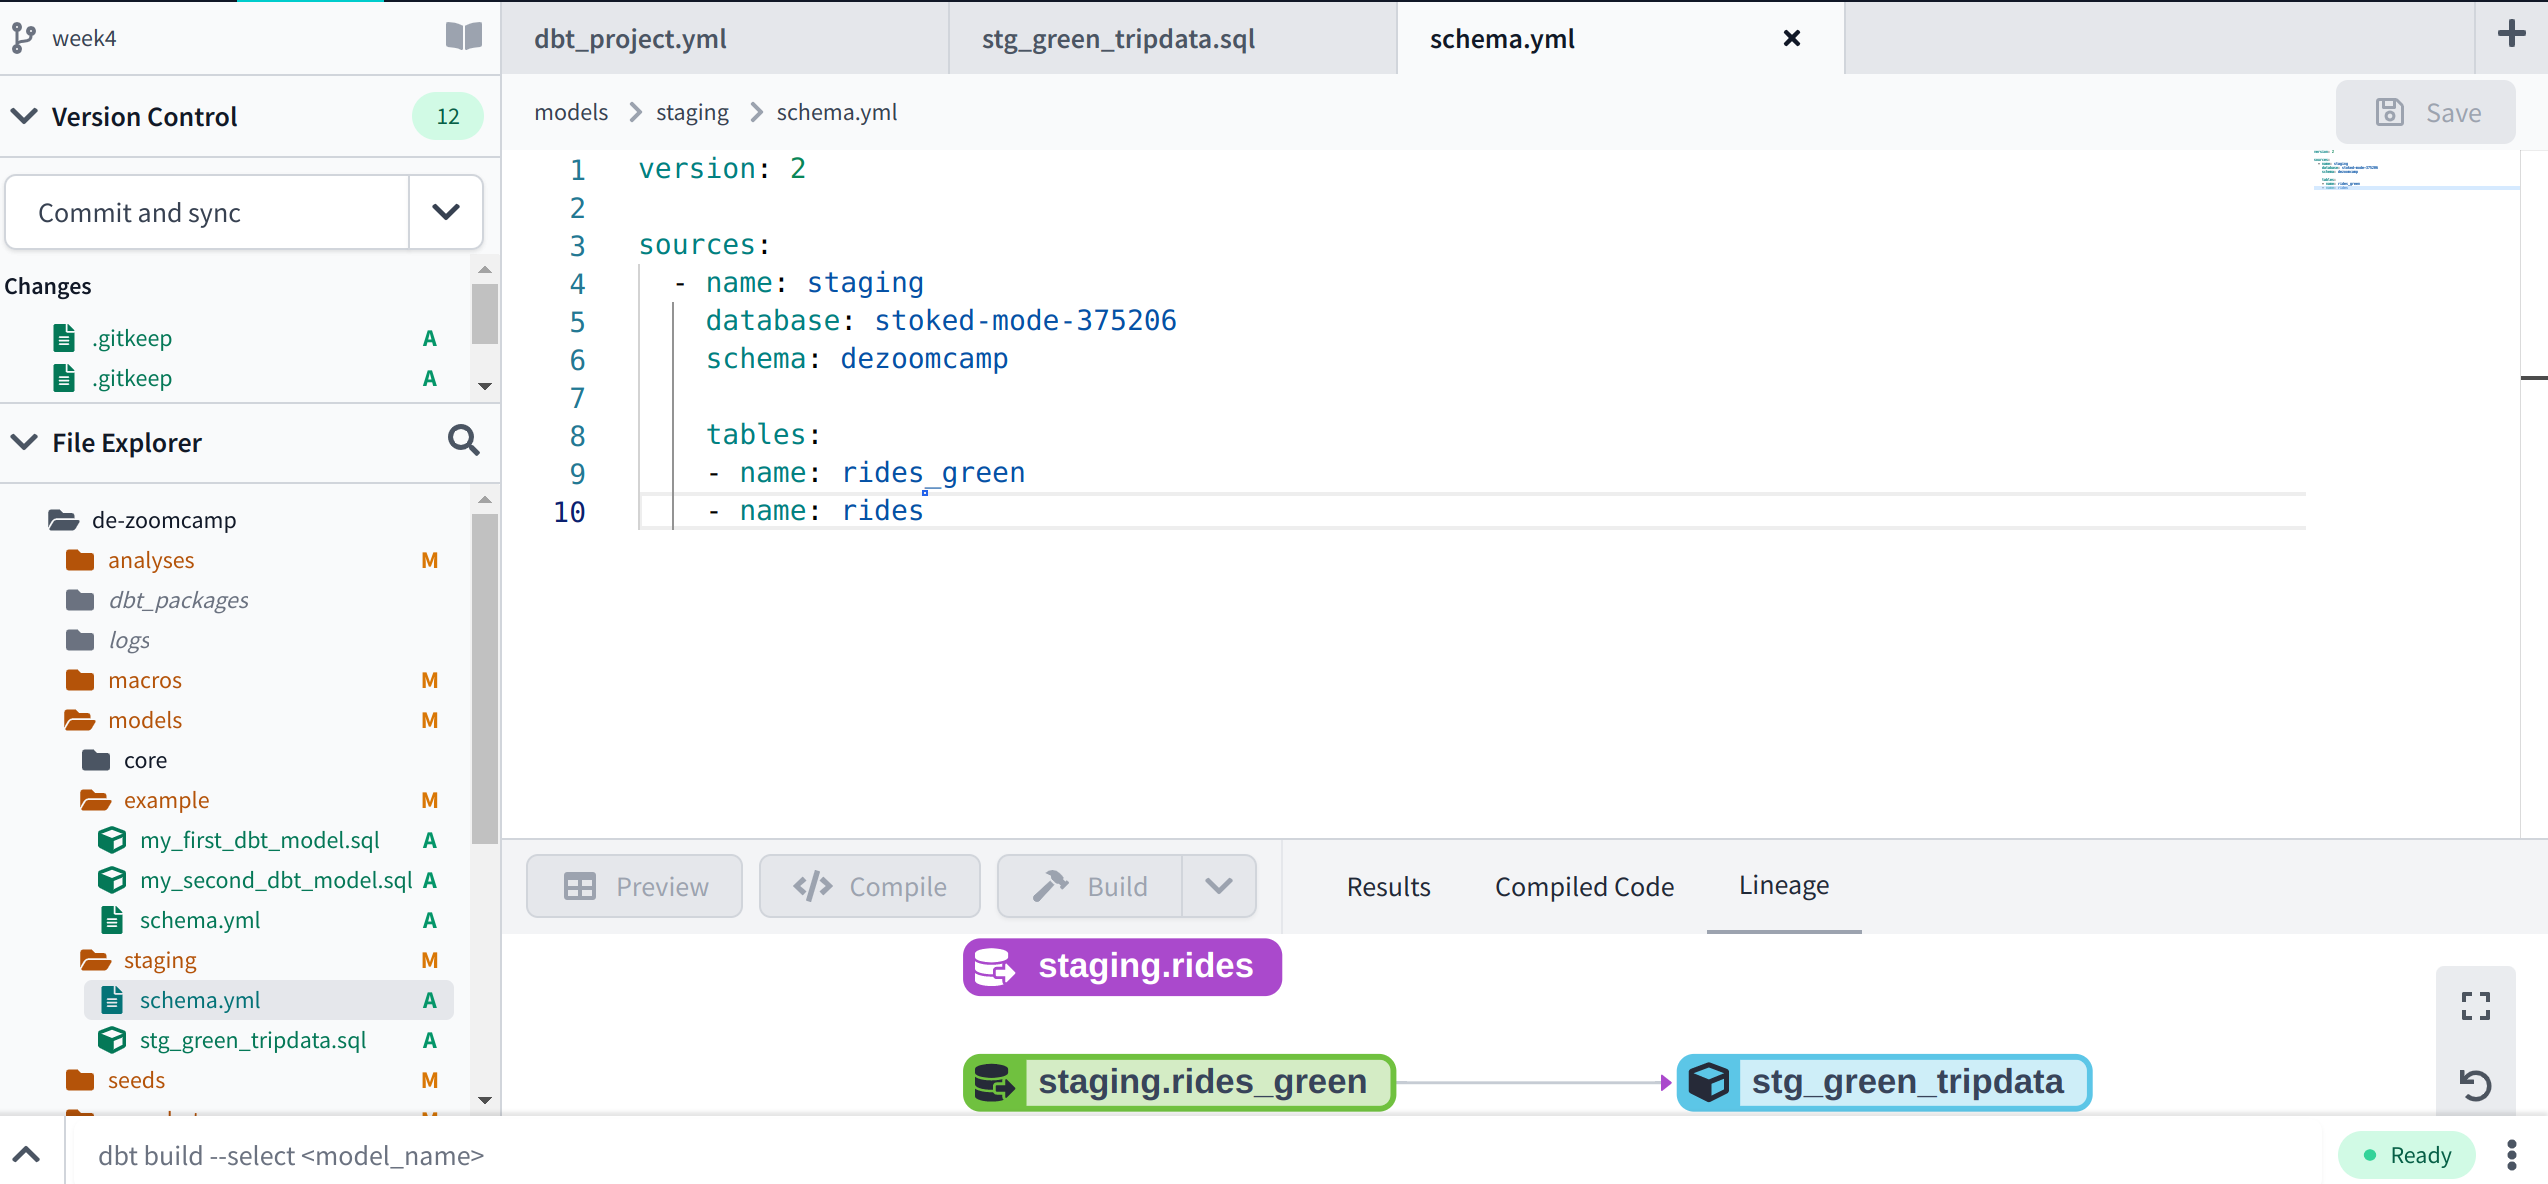 week4
Version Control
12
Commit and sync
Changes
.gitkeep A
.gitkeep A
File Explorer
de-zoomcamp
analyses M
dbt_packages
logs
macros M
models M
core
example M
my_first_dbt_model.sql A
my_second_dbt_model.sql A
schema.yml A
staging M
schema.yml A
stg_green_tripdata.sql A
seeds M
dbt_project.yml
stg_green_tripdata.sql
schema.yml
models > staging > schema.yml
Save
1 version: 2
2
3 sources:
4 - name: staging
5 database: stoked-mode-375206
6 schema: dezoomcamp
7
8 tables:
9 - name: rides_green
10 - name: rides
Preview
Compile
Build
Results
Compiled Code
Lineage
staging.rides
staging.rides_green
stg_green_tripdata
dbt build --select <model_name>
Ready